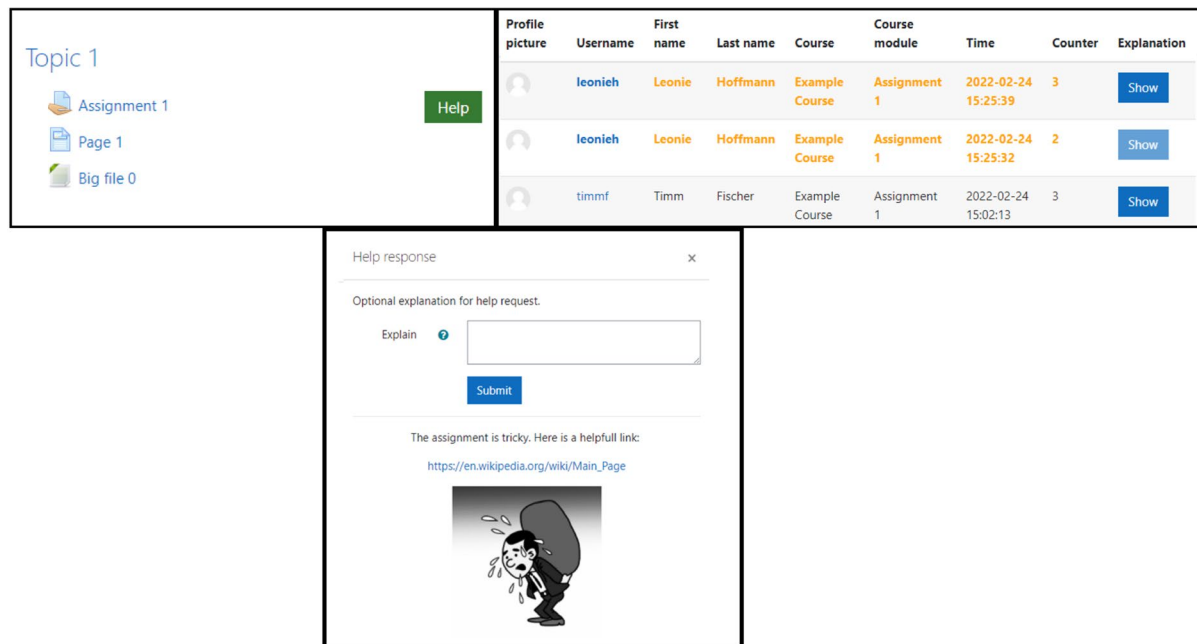 Topic 1
Assignment 1
Help
Page 1
Big file 0
Profile picture Username First name Last name Course Course module Time Counter Explanation
leonieh Leonie Hoffmann Example Course Assignment 1 2022-02-24 15:25:39 3 Show
leonieh Leonie Hoffmann Example Course Assignment 1 2022-02-24 15:25:32 2 Show
timmf Timm Fischer Example Course Assignment 1 2022-02-24 15:02:13 3 Show
Help response ×
Optional explanation for help request.
Explain ?
Submit
The assignment is tricky. Here is a helpfull link:
https://en.wikipedia.org/wiki/Main_Page